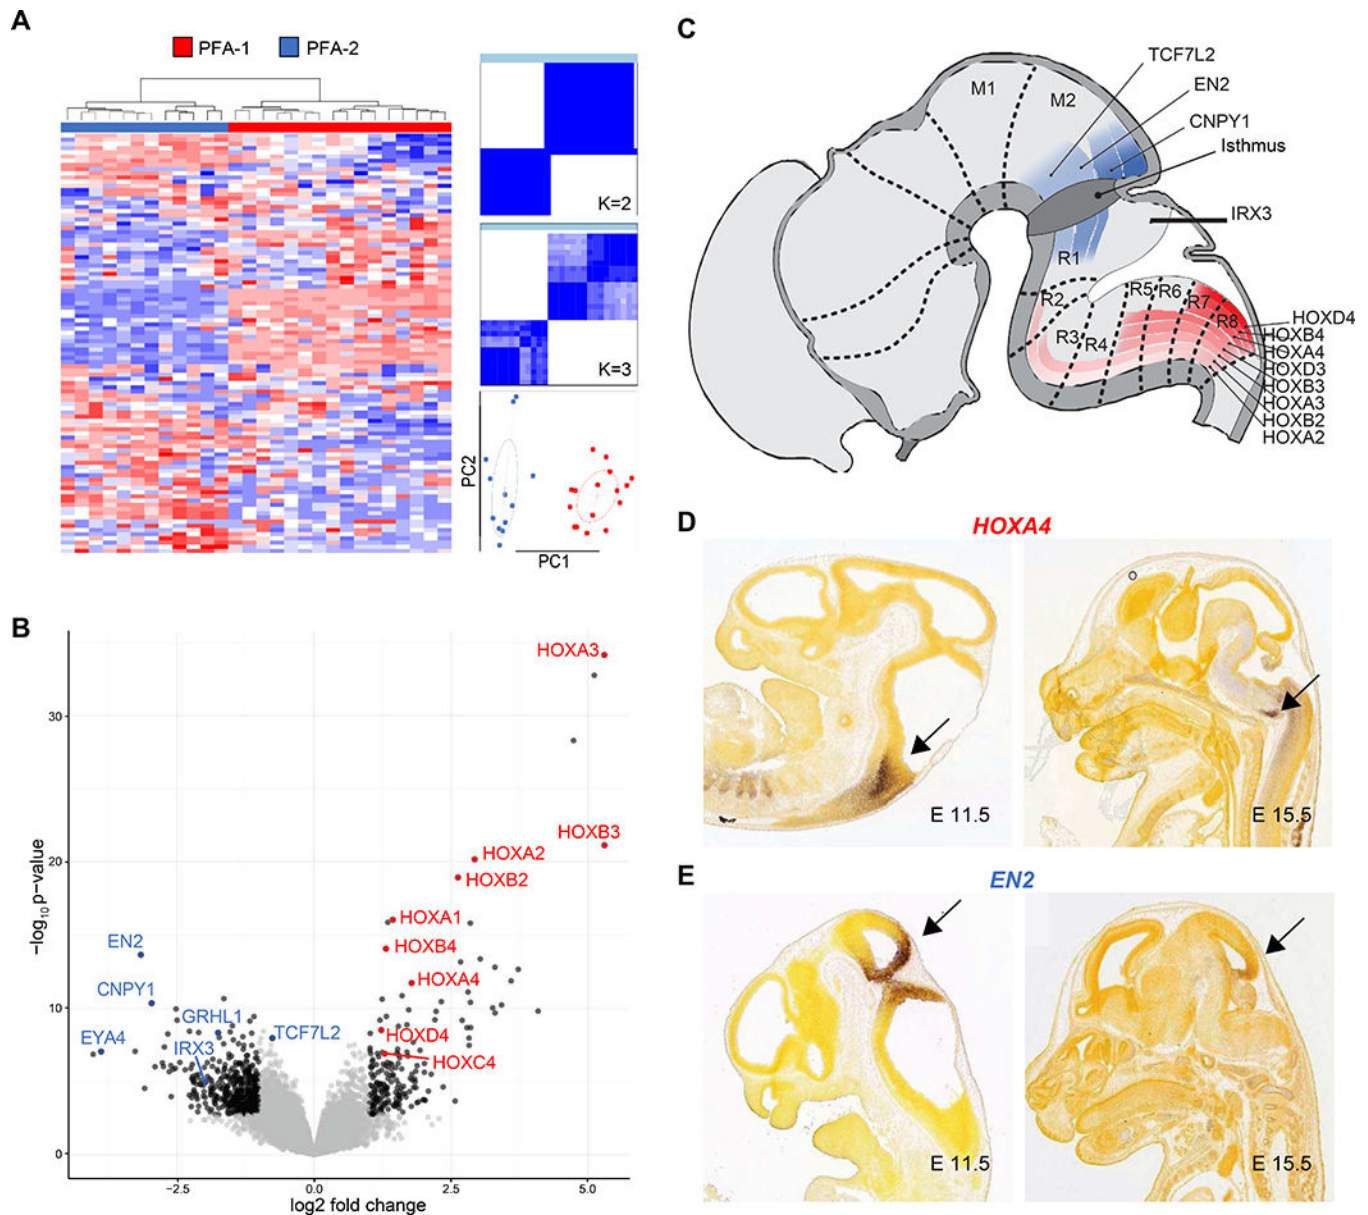 A
PFA-1 PFA-2
K=2
K=3
PC2
PC1
B
HOXA3
HOXB3
HOXA2
HOXB2
HOXA1
HOXB4
HOXA4
HOXD4
HOXC4
EN2
CNPY1
EYA4
GRHL1
IRX3
TCF7L2
30
20
10
0
−log10 p−value
−2.5 0.0 2.5 5.0
log2 fold change
C
TCF7L2
EN2
CNPY1
Isthmus
IRX3
M1 M2
R1
R2
R3 R4
R5 R6
R7
R8
HOXD4
HOXB4
HOXA4
HOXD3
HOXB3
HOXA3
HOXB2
HOXA2
D
HOXA4
E 11.5 E 15.5
E
EN2
E 11.5 E 15.5